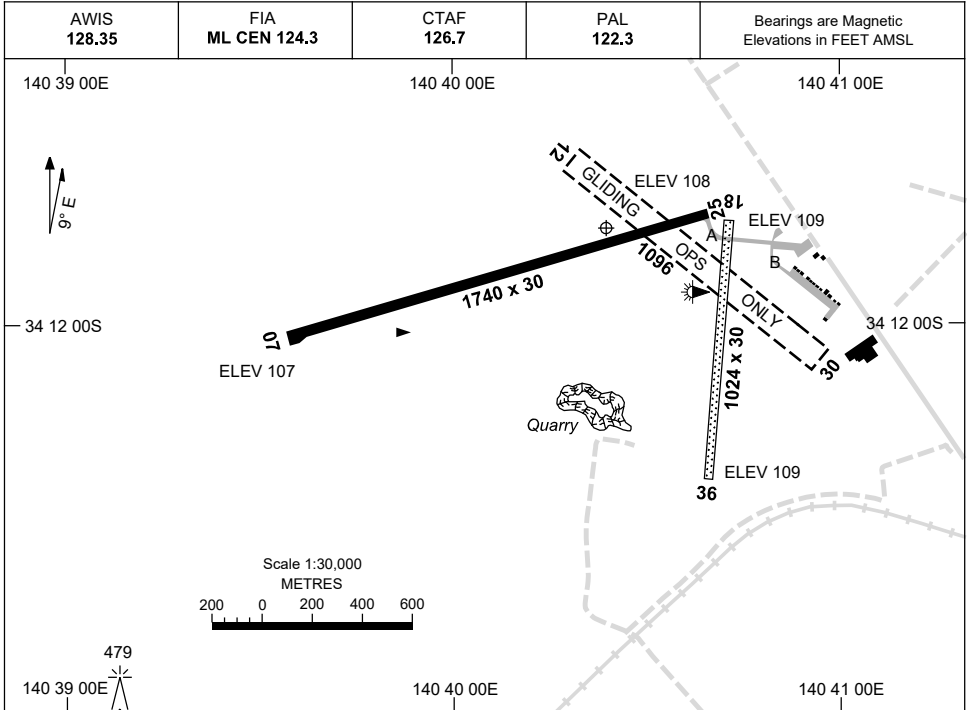 AWIS
128.35
FIA
ML CEN 124.3
CTAF
126.7
PAL
122.3
Bearings are Magnetic
Elevations in FEET AMSL
140 39 00E
140 40 00E
140 41 00E
9° E
12
GLIDING
ELEV 108
25
18
ELEV 109
A
OPS
B
1096
1740 x 30
ONLY
34 12 00S
34 12 00S
07
ELEV 107
30
1024 x 30
Quarry
ELEV 109
36
Scale 1:30,000
METRES
200 0 200 400 600
479
140 39 00E
140 40 00E
140 41 00E